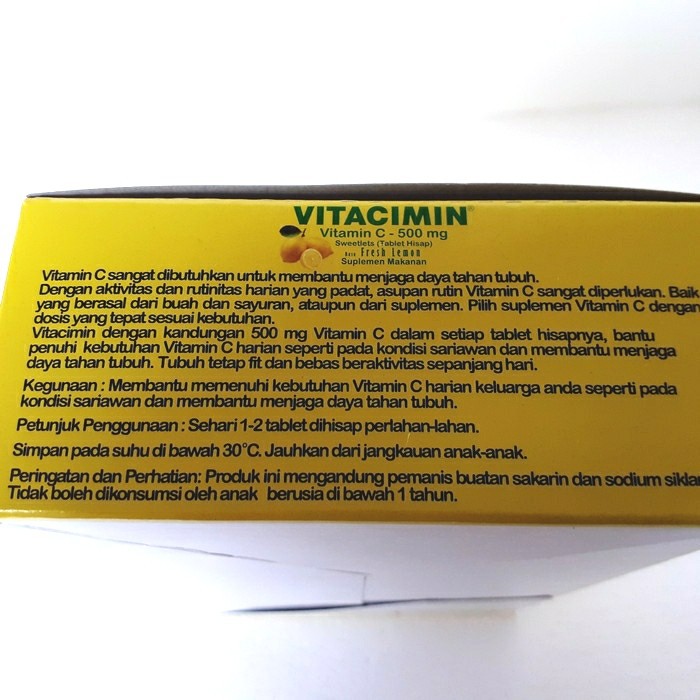 VITACIMIN®
Vitamin C - 500 mg
Sweetlets (Tablet Hisap)
Rasa Fresh Lemon
Suplemen Makanan
Vitamin C sangat dibutuhkan untuk membantu menjaga daya tahan tubuh.
Dengan aktivitas dan rutinitas harian yang padat, asupan rutin Vitamin C sangat diperlukan. Baik
yang berasal dari buah dan sayuran, ataupun dari suplemen. Pilih suplemen Vitamin C dengan
dosis yang tepat sesuai kebutuhan.
Vitacimin dengan kandungan 500 mg Vitamin C dalam setiap tablet hisapnya, bantu
penuhi kebutuhan Vitamin C harian seperti pada kondisi sariawan dan membantu menjaga
daya tahan tubuh. Tubuh tetap fit dan bebas beraktivitas sepanjang hari.
Kegunaan : Membantu memenuhi kebutuhan Vitamin C harian keluarga anda seperti pada
kondisi sariawan dan membantu menjaga daya tahan tubuh.
Petunjuk Penggunaan : Sehari 1-2 tablet dihisap perlahan-lahan.
Simpan pada suhu di bawah 30°C. Jauhkan dari jangkauan anak-anak.
Peringatan dan Perhatian: Produk ini mengandung pemanis buatan sakarin dan sodium
Tidak boleh dikonsumsi oleh anak berusia di bawah 1 tahun.